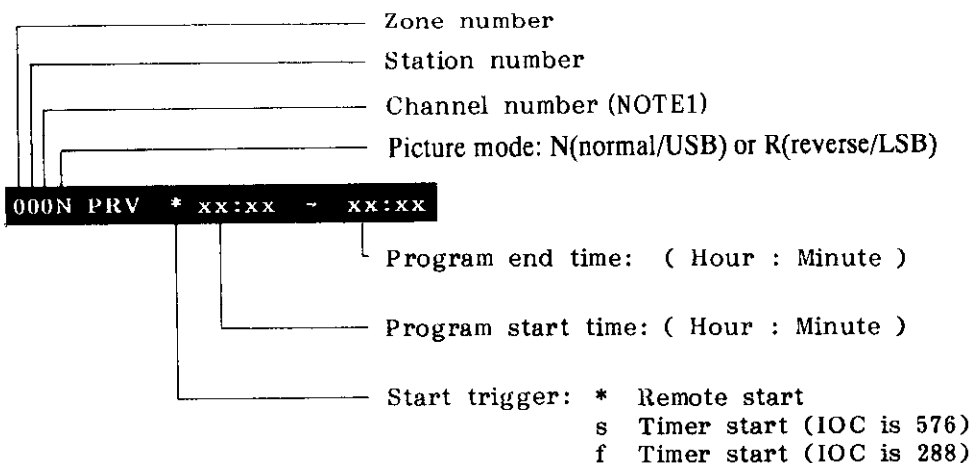 Zone number
Station number
Channel number (NOTE1)
Picture mode: N(normal/USB) or R(reverse/LSB)
000N PRV * xx:xx ~ xx:xx
Program end time: ( Hour : Minute )
Program start time: ( Hour : Minute )
Start trigger: * Remote start
s Timer start (IOC is 576)
f Timer start (IOC is 288)